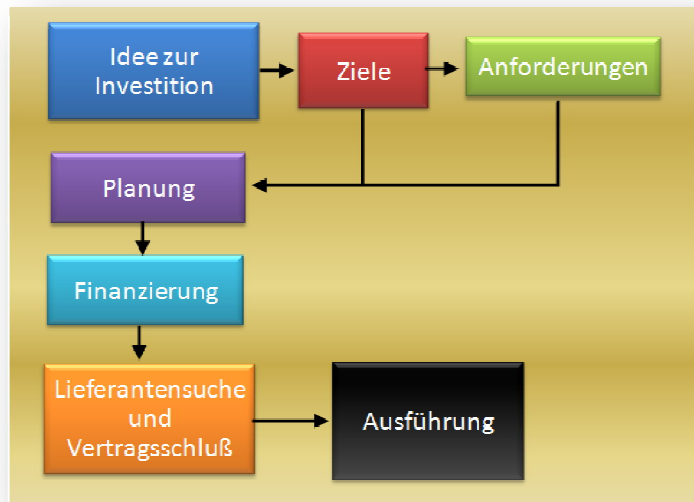 Idee zur
Investition
Ziele
Anforderungen
Planung
Finanzierung
Lieferantensuche
und
Vertragsschluß
Ausführung